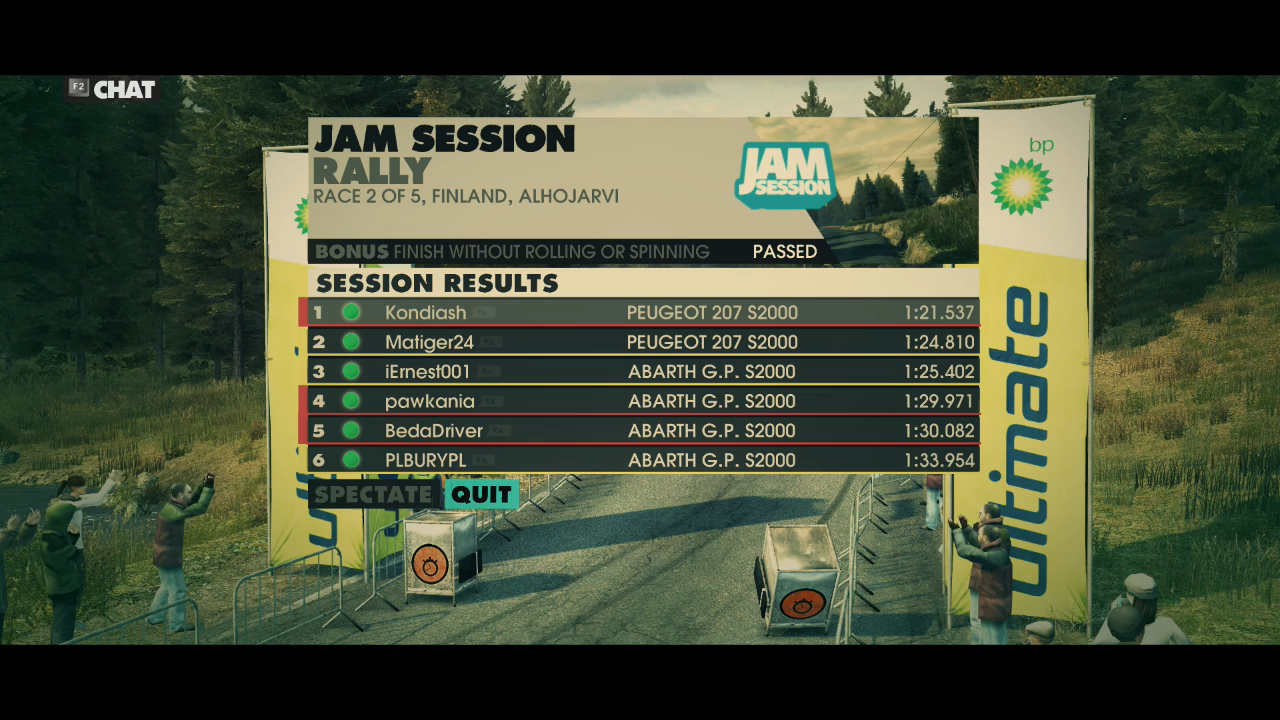 F2 CHAT
JAM SESSION
RALLY
RACE 2 OF 5, FINLAND, ALHOJARVI
JAM
SESSION
bp
BONUS FINISH WITHOUT ROLLING OR SPINNING PASSED
SESSION RESULTS
1 Kondiash PEUGEOT 207 S2000 1:21.537
2 Matiger24 PEUGEOT 207 S2000 1:24.810
3 iErnest001 ABARTH G.P. S2000 1:25.402
4 pawkania ABARTH G.P. S2000 1:29.971
5 BedaDriver ABARTH G.P. S2000 1:30.082
6 PLBURYPL ABARTH G.P. S2000 1:33.954
SPECTATE QUIT
ultimate